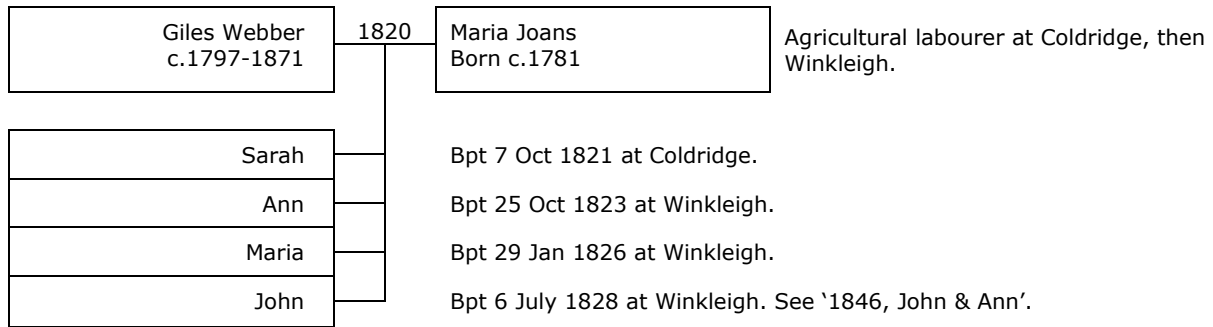 Giles Webber
c.1797-1871
1820
Maria Joans
Born c.1781
Agricultural labourer at Coldridge, then
Winkleigh.
Sarah
Bpt 7 Oct 1821 at Coldridge.
Ann
Bpt 25 Oct 1823 at Winkleigh.
Maria
Bpt 29 Jan 1826 at Winkleigh.
John
Bpt 6 July 1828 at Winkleigh. See ‘1846, John & Ann’.